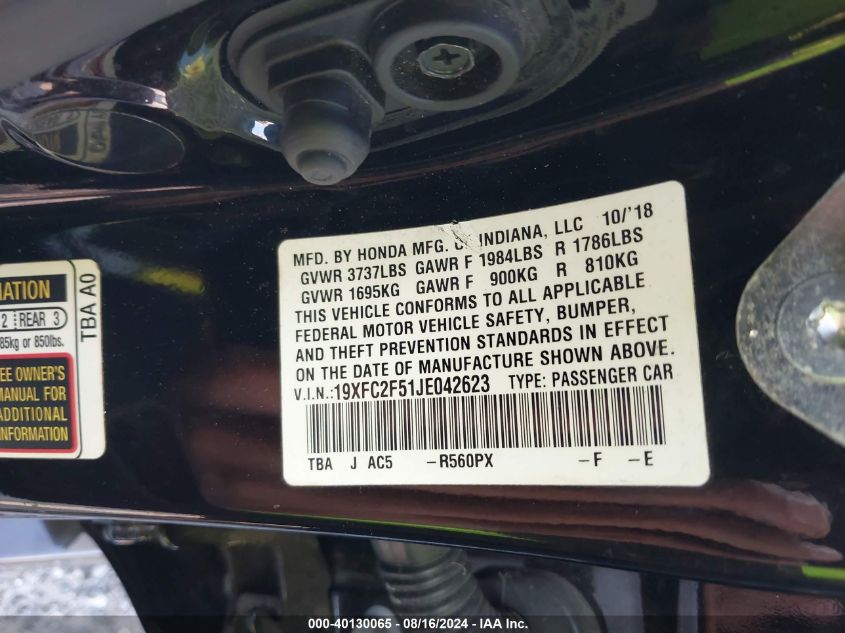 MFD. BY HONDA MFG. OF INDIANA, LLC 10/'18
GVWR 3737LBS GAWR F 1984LBS R 1786LBS
GVWR 1695KG GAWR F 900KG R 810KG
THIS VEHICLE CONFORMS TO ALL APPLICABLE
FEDERAL MOTOR VEHICLE SAFETY, BUMPER,
AND THEFT PREVENTION STANDARDS IN EFFECT
ON THE DATE OF MANUFACTURE SHOWN ABOVE.
V.I.N.:19XFC2F51JE042623 TYPE: PASSENGER CAR
TBA J AC5 -R560PX -F -E
MATION
2 REAR 3
85kg or 850lbs.
EE OWNER'S
MANUAL FOR
ADDITIONAL
INFORMATION
TBA A0
000-40130065 - 08/16/2024 - IAA Inc.